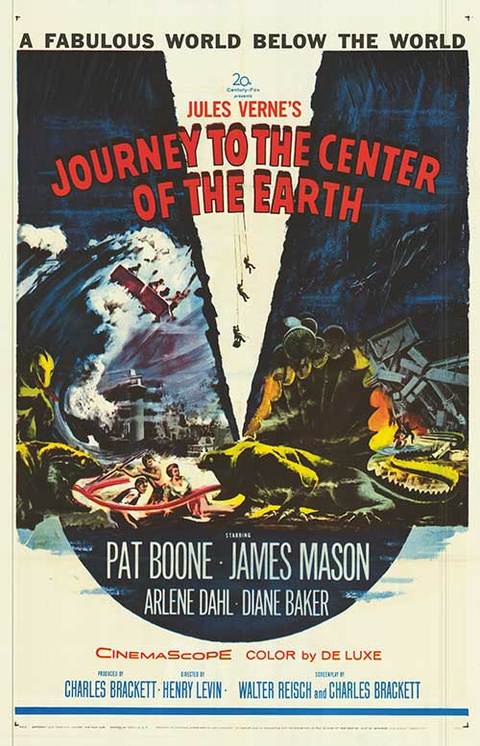 A FABULOUS WORLD BELOW THE WORLD
20th
Century-Fox
presents
JULES VERNE'S
JOURNEY TO THE CENTER
OF THE EARTH
STARRING
PAT BOONE · JAMES MASON
ARLENE DAHL · DIANE BAKER
CINEMASCOPE COLOR by DE LUXE
PRODUCED BY DIRECTED BY SCREENPLAY BY
CHARLES BRACKETT · HENRY LEVIN · WALTER REISCH and CHARLES BRACKETT